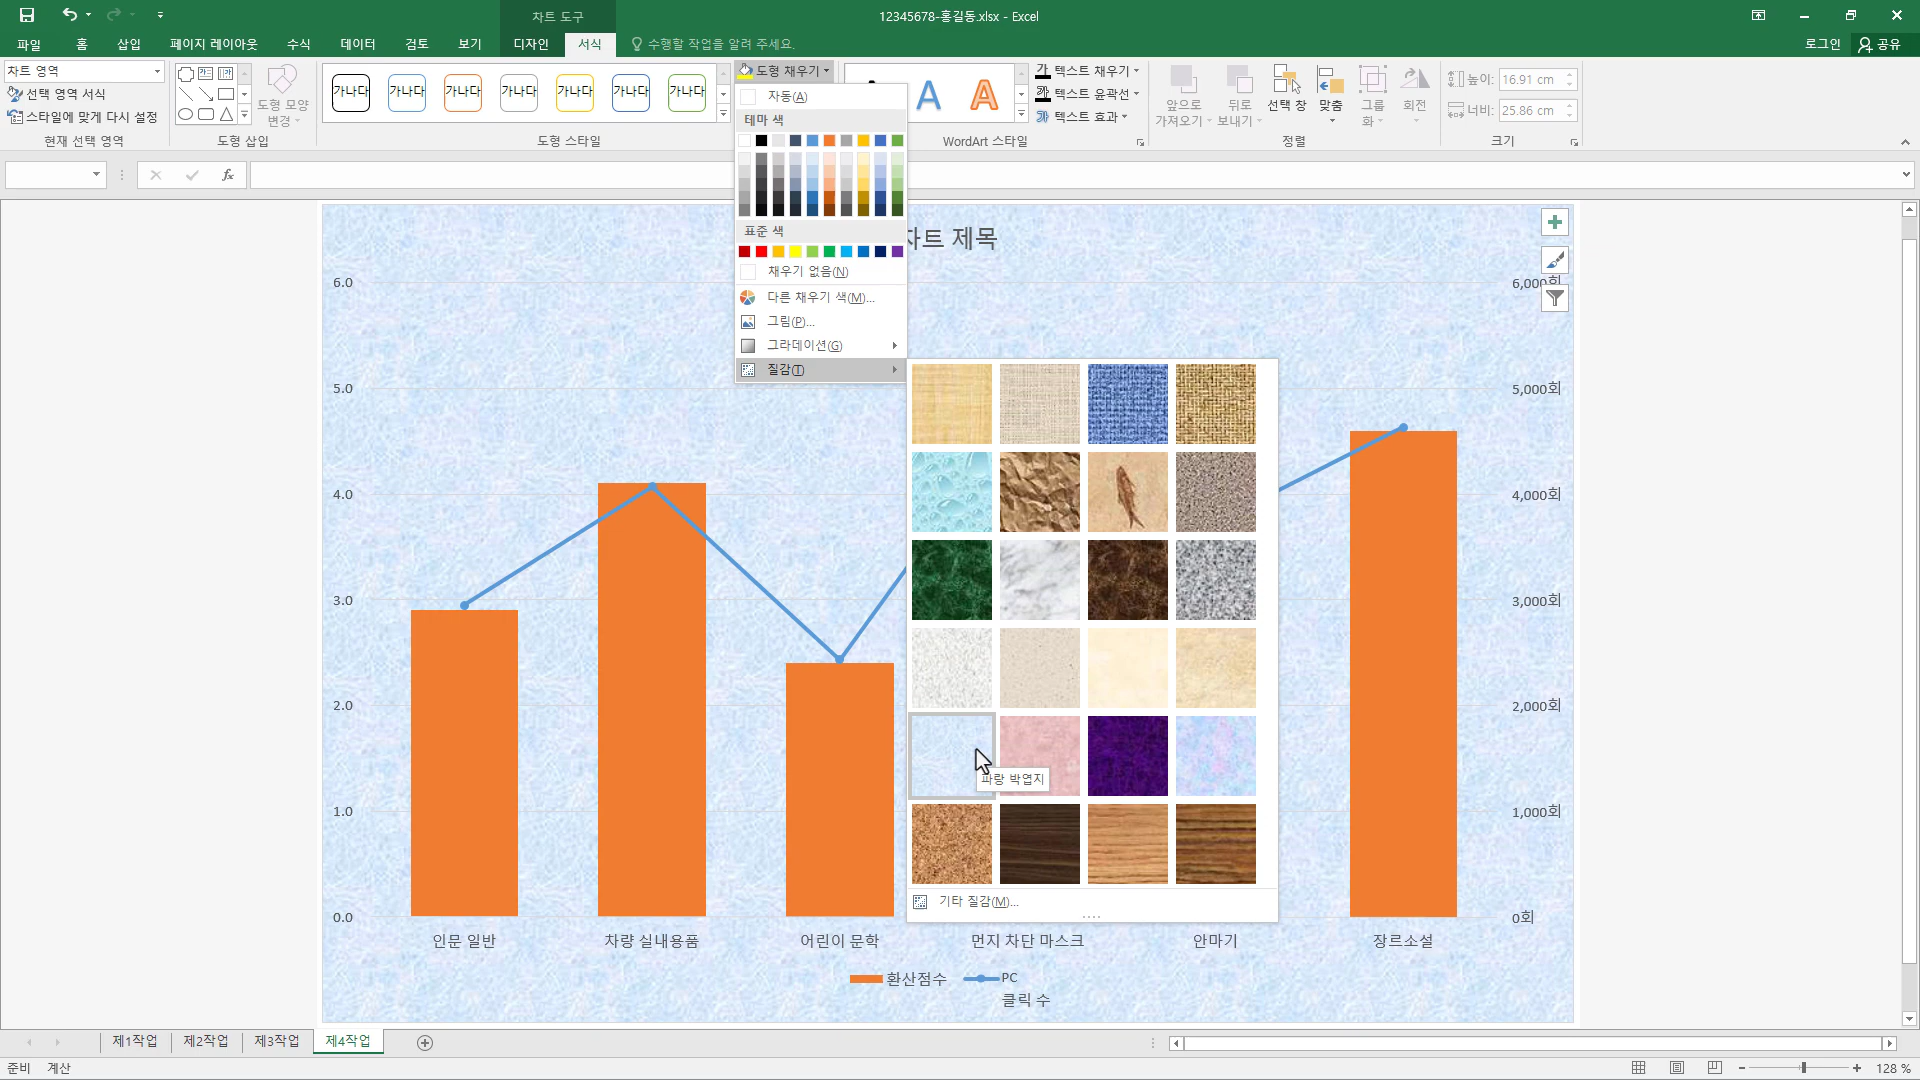 차트 도구
12345678-홍길동.xlsx - Excel
파일 홈 삽입 페이지 레이아웃 수식 데이터 검토 보기 디자인 서식 수행할 작업을 알려 주세요. 로그인 공유
차트 영역
선택 영역 서식
스타일에 맞게 다시 설정
현재 선택 영역
도형 모양
변경
도형 삽입
가나다 가나다 가나다 가나다 가나다 가나다 가나다
도형 스타일
도형 채우기
A A
WordArt 스타일
텍스트 채우기
텍스트 윤곽선
텍스트 효과
앞으로
가져오기
뒤로
보내기
선택 창
맞춤
그룹
화
회전
정렬
높이: 16.91 cm
너비: 25.86 cm
크기
fx
자동(A)
테마 색
표준 색
채우기 없음(N)
다른 채우기 색(M)...
그림(P)...
그라데이션(G)
질감(T)
파랑 박엽지
기타 질감(M)...
차트 제목
6.0
5.0
4.0
3.0
2.0
1.0
0.0
6,000회
5,000회
4,000회
3,000회
2,000회
1,000회
0회
인문 일반 차량 실내용품 어린이 문학 먼지 차단 마스크 안마기 장르소설
환산점수 PC
클릭 수
제1작업 제2작업 제3작업 제4작업
준비 계산 128 %